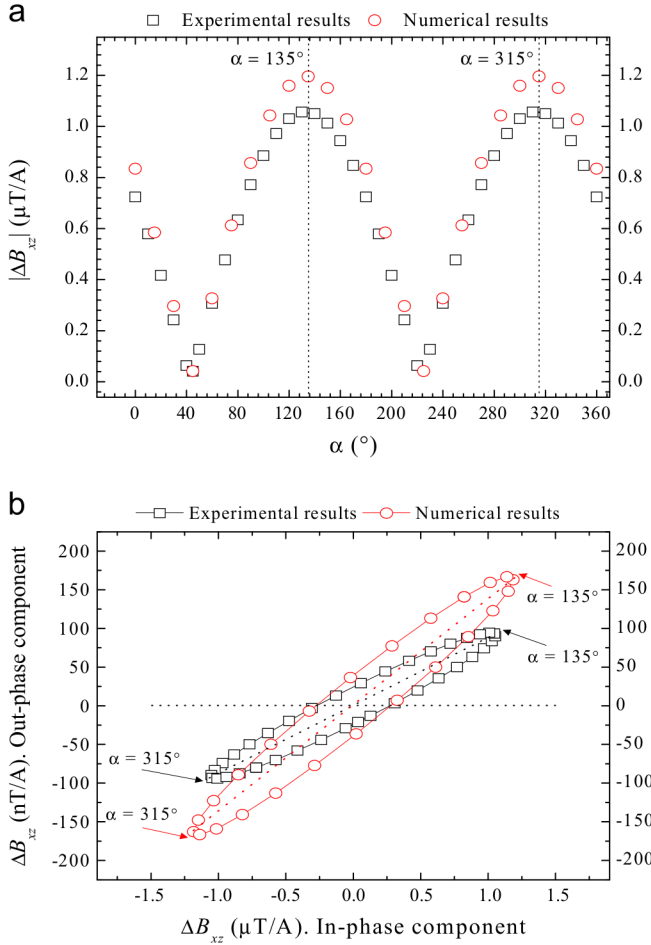 a
Experimental results Numerical results
α = 135° α = 315°
1.2 1.2
1.0 1.0
0.8 0.8
0.6 0.6
0.4 0.4
0.2 0.2
0.0 0.0
|ΔB_xz| (μT/A)
0 40 80 120 160 200 240 280 320 360
α (°)
b
Experimental results Numerical results
200 200
150 150
α = 135°
100 100
α = 135°
50 50
0 0
-50 -50
α = 315°
-100 -100
α = 315°
-150 -150
-200 -200
ΔB_xz (nT/A). Out-phase component
-1.5 -1.0 -0.5 0.0 0.5 1.0 1.5
ΔB_xz (μT/A). In-phase component